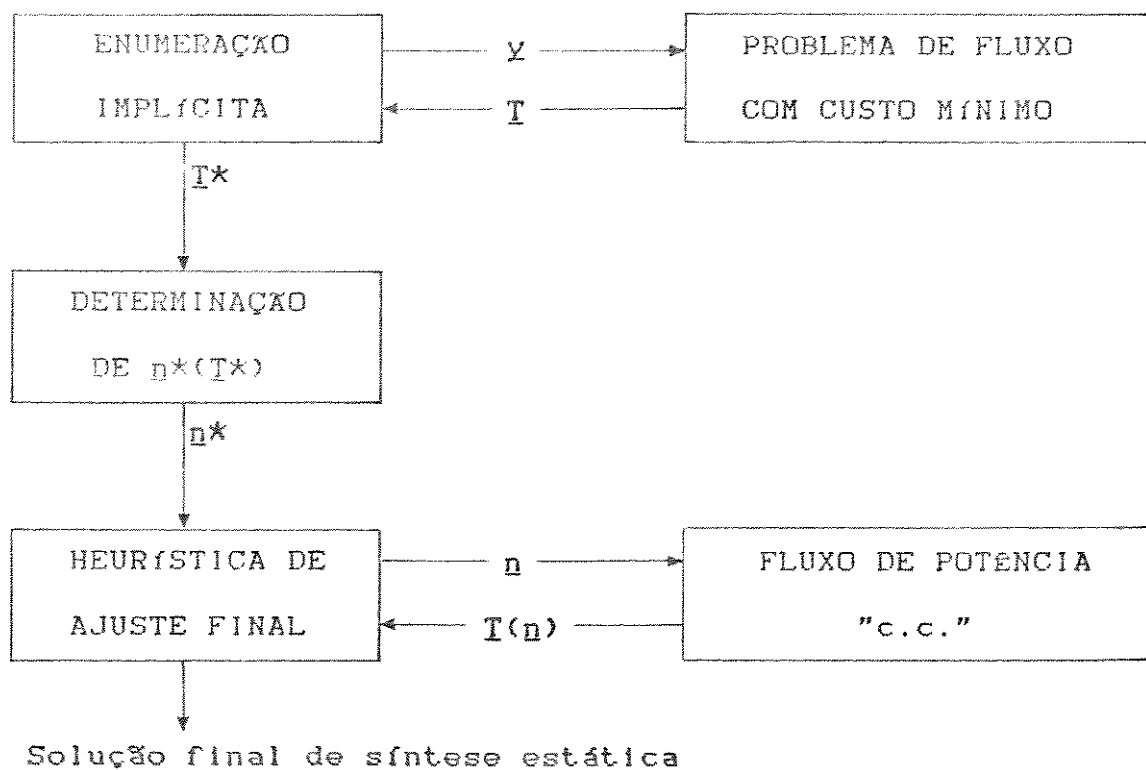 ENUMERAÇÃO
IMPLÍCITA
y
T
PROBLEMA DE FLUXO
COM CUSTO MÍNIMO
T*
DETERMINAÇÃO
DE n*(T*)
n*
HEURÍSTICA DE
AJUSTE FINAL
n
T(n)
FLUXO DE POTÊNCIA
"c.c."
Solução final de síntese estática